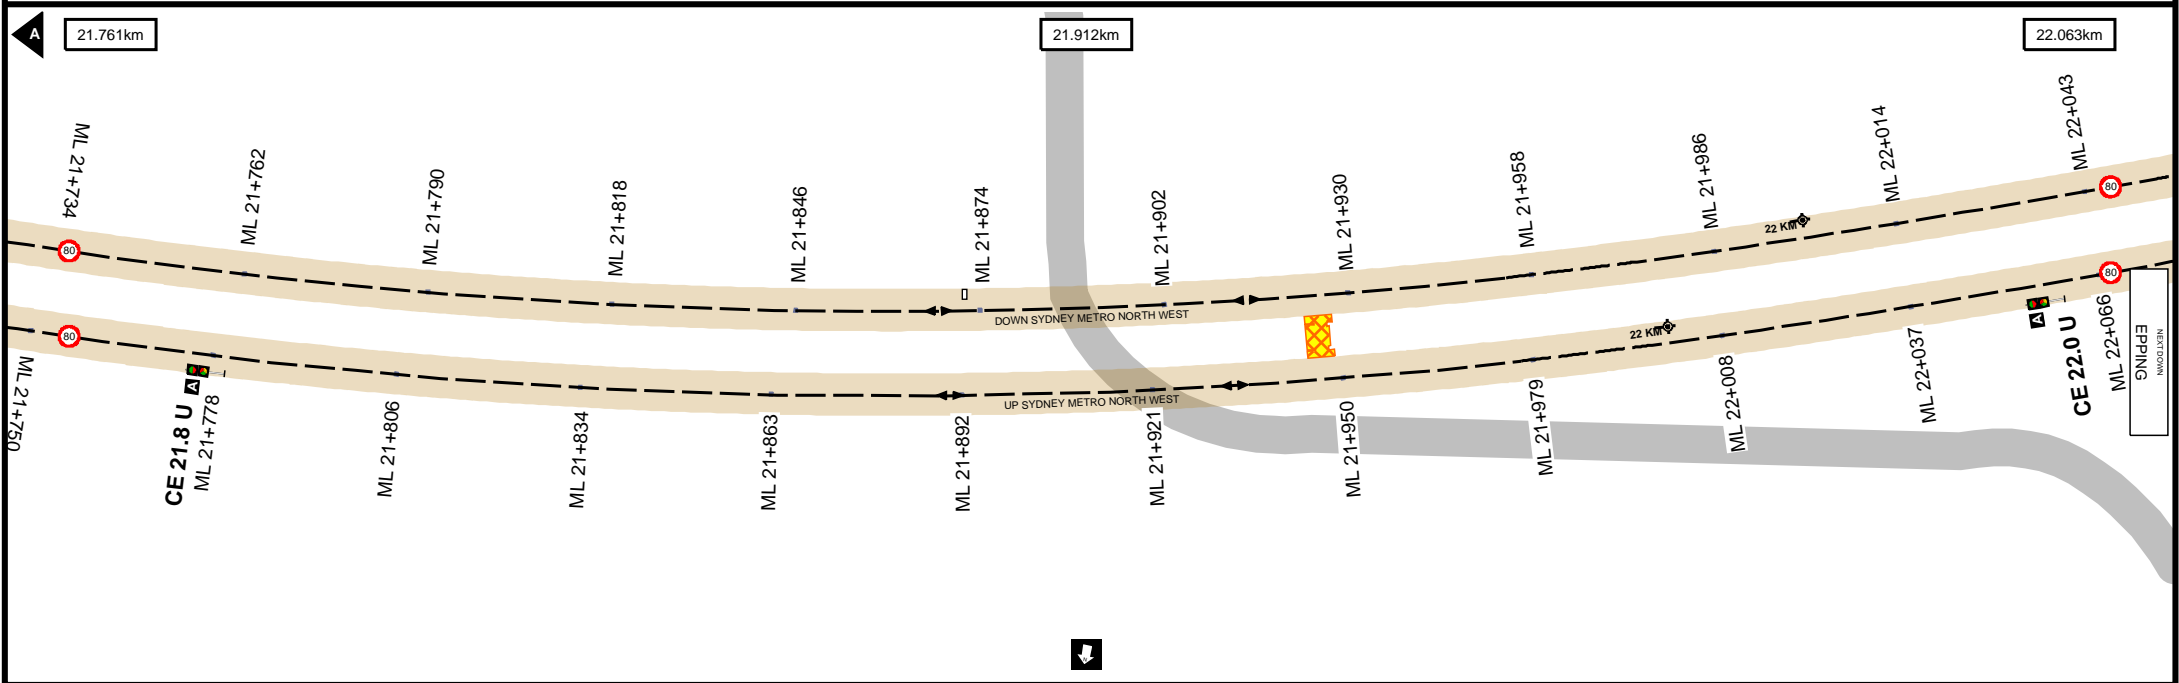 A
21.761km
21.912km
22.063km
ML 21+734
ML 21+762
ML 21+790
ML 21+818
ML 21+846
ML 21+874
ML 21+902
ML 21+930
ML 21+958
ML 21+986
ML 22+014
ML 22+043
80
80
22 KM
DOWN SYDNEY METRO NORTH WEST
80
80
22 KM
UP SYDNEY METRO NORTH WEST
A
A
ML 21+750
CE 21.8 U
ML 21+778
ML 21+806
ML 21+834
ML 21+863
ML 21+892
ML 21+921
ML 21+950
ML 21+979
ML 22+008
ML 22+037
CE 22.0 U
ML 22+066
NEXT DOWN
EPPING